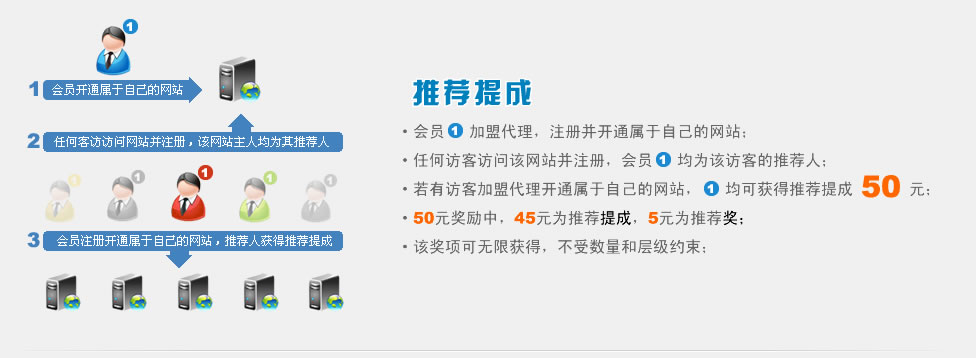 1
1 会员开通属于自己的网站
2 任何客访访问网站并注册，该网站主人均为其推荐人
1 1 1 1 1
3 会员注册开通属于自己的网站，推荐人获得推荐提成
推荐提成
• 会员 1 加盟代理，注册并开通属于自己的网站；
• 任何访客访问该网站并注册，会员 1 均为该访客的推荐人；
• 若有访客加盟代理开通属于自己的网站，1 均可获得推荐提成 50 元；
• 50元奖励中，45元为推荐提成，5元为推荐奖；
• 该奖项可无限获得，不受数量和层级约束；